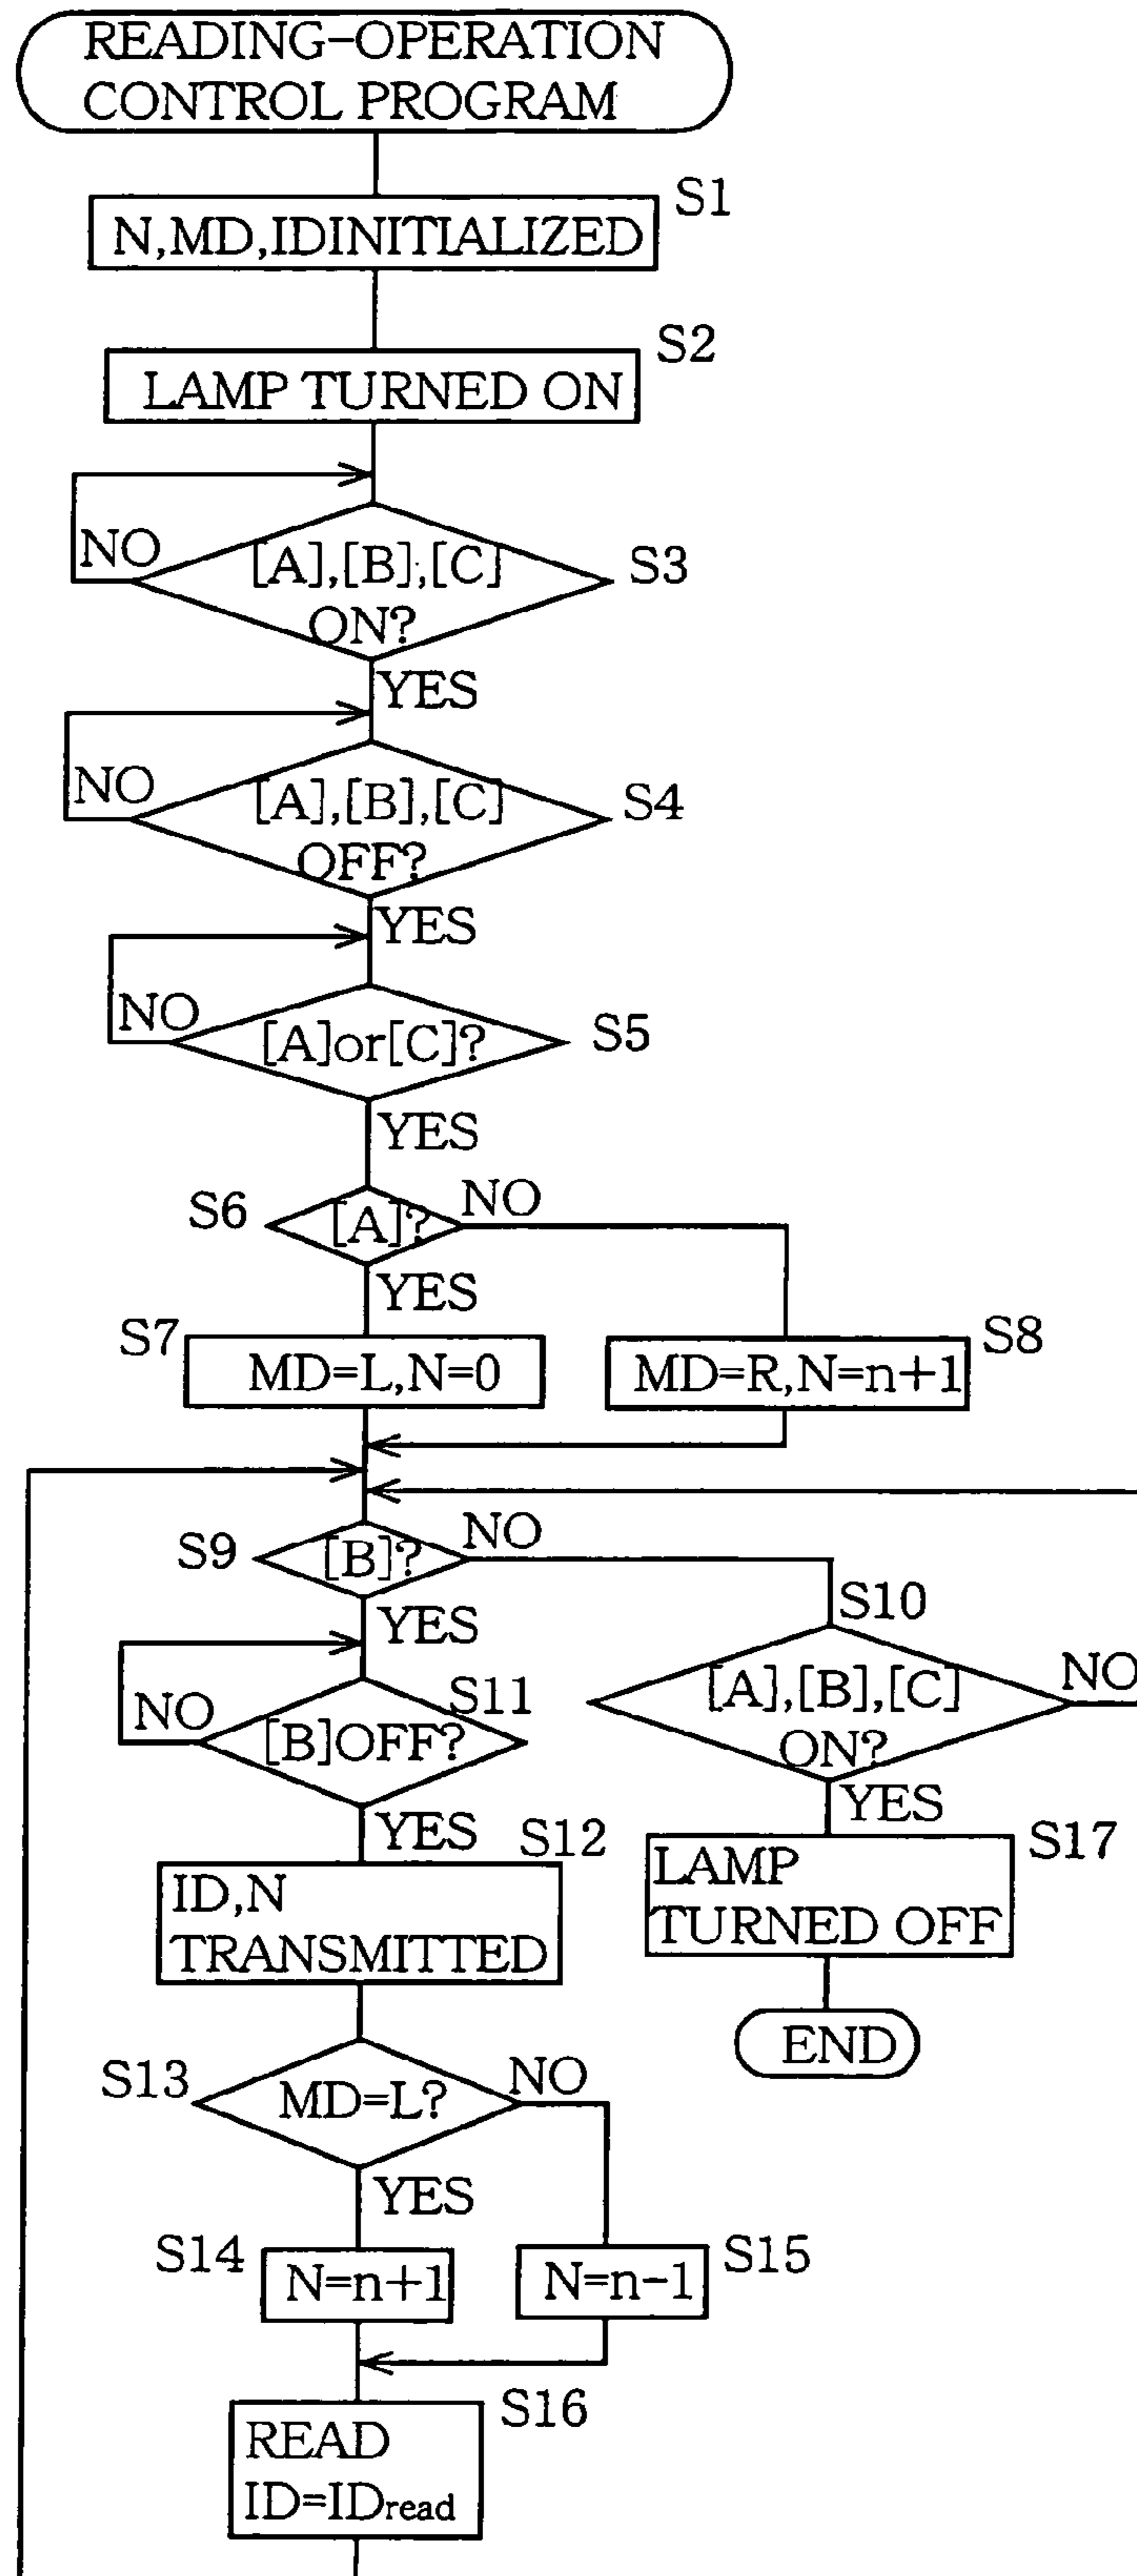 READING-OPERATION
CONTROL PROGRAM
S1
N,MD,IDINITIALIZED
S2
LAMP TURNED ON
NO
[A],[B],[C]
ON?
S3
YES
NO
[A],[B],[C]
OFF?
S4
YES
NO
[A]or[C]?
S5
YES
S6
[A]?
NO
YES
S7
MD=L,N=0
S8
MD=R,N=n+1
S9
[B]?
NO
YES
S10
[A],[B],[C]
ON?
NO
NO
S11
[B]OFF?
YES
YES
S12
ID,N
TRANSMITTED
S17
LAMP
TURNED OFF
END
S13
MD=L?
NO
YES
S14
N=n+1
N=n-1
S15
S16
READ
ID=IDread